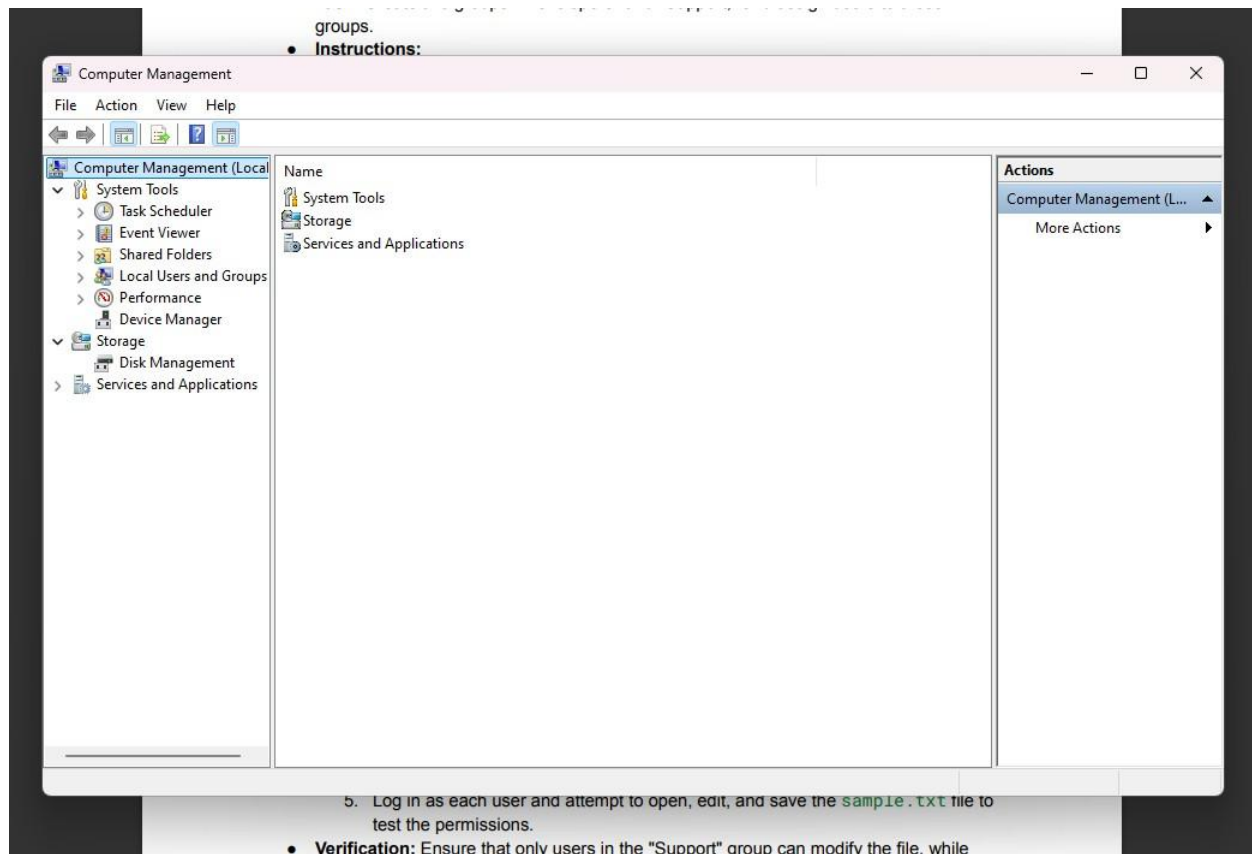 groups.
● Instructions:
Computer Management
File Action View Help
Computer Management (Local
System Tools
Task Scheduler
Event Viewer
Shared Folders
Local Users and Groups
Performance
Device Manager
Storage
Disk Management
Services and Applications
Name
System Tools
Storage
Services and Applications
Actions
Computer Management (L...
More Actions
5. Log in as each user and attempt to open, edit, and save the sample.txt file to
test the permissions.
● Verification: Ensure that only users in the "Support" group can modify the file, while